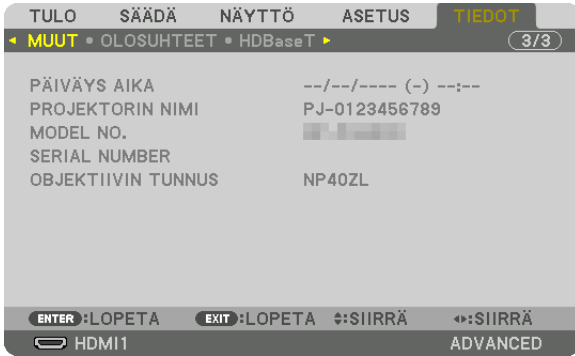 TULO SÄÄDÄ NÄYTTÖ ASETUS TIEDOT
MUUT • OLOSUHTEET • HDBaseT 3/3
PÄIVÄYS AIKA --/--/---- (-) --:--
PROJEKTORIN NIMI PJ-0123456789
MODEL NO.
SERIAL NUMBER
OBJEKTIIVIN TUNNUS NP40ZL
ENTER :LOPETA EXIT :LOPETA :SIIRRÄ :SIIRRÄ
HDMI1 ADVANCED